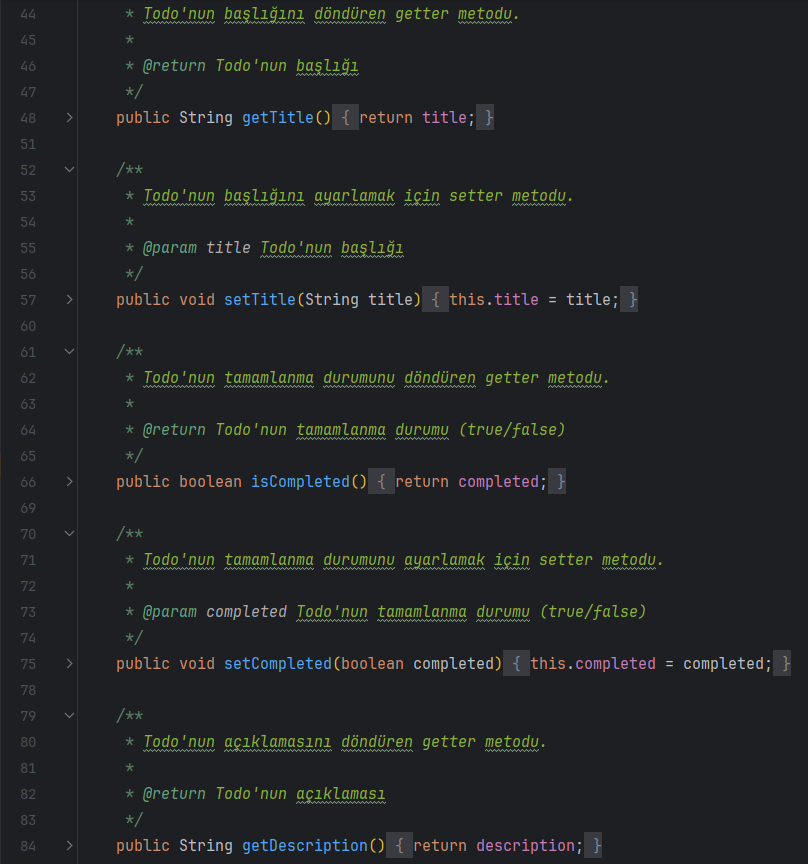 44 * Todo'nun başlığını döndüren getter metodu.
45 *
46 * @return Todo'nun başlığı
47 */
48 public String getTitle() { return title; }
51
52 /**
53 * Todo'nun başlığını ayarlamak için setter metodu.
54 *
55 * @param title Todo'nun başlığı
56 */
57 public void setTitle(String title) { this.title = title; }
60
61 /**
62 * Todo'nun tamamlanma durumunu döndüren getter metodu.
63 *
64 * @return Todo'nun tamamlanma durumu (true/false)
65 */
66 public boolean isCompleted() { return completed; }
69
70 /**
71 * Todo'nun tamamlanma durumunu ayarlamak için setter metodu.
72 *
73 * @param completed Todo'nun tamamlanma durumu (true/false)
74 */
75 public void setCompleted(boolean completed) { this.completed = completed; }
78
79 /**
80 * Todo'nun açıklamasını döndüren getter metodu.
81 *
82 * @return Todo'nun açıklaması
83 */
84 public String getDescription() { return description; }